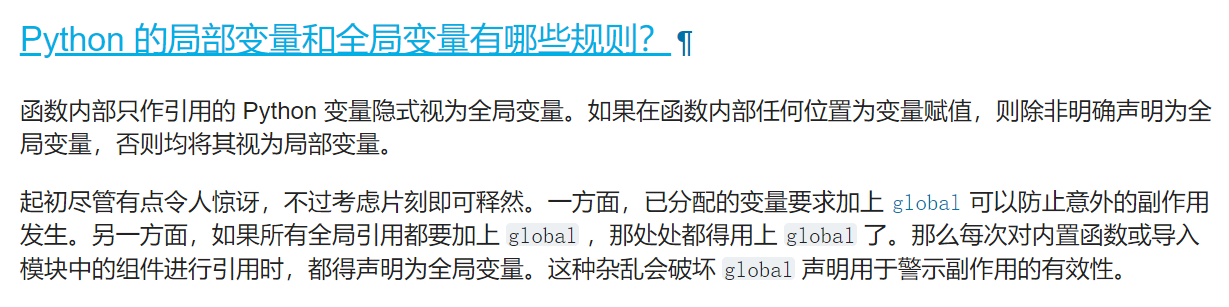 Python 的局部变量和全局变量有哪些规则？ ¶
函数内部只作引用的 Python 变量隐式视为全局变量。如果在函数内部任何位置为变量赋值，则除非明确声明为全
局变量，否则均将其视为局部变量。
起初尽管有点令人惊讶，不过考虑片刻即可释然。一方面，已分配的变量要求加上 global 可以防止意外的副作用
发生。另一方面，如果所有全局引用都要加上 global ，那处处都得用上 global 了。那么每次对内置函数或导入
模块中的组件进行引用时，都得声明为全局变量。这种杂乱会破坏 global 声明用于警示副作用的有效性。